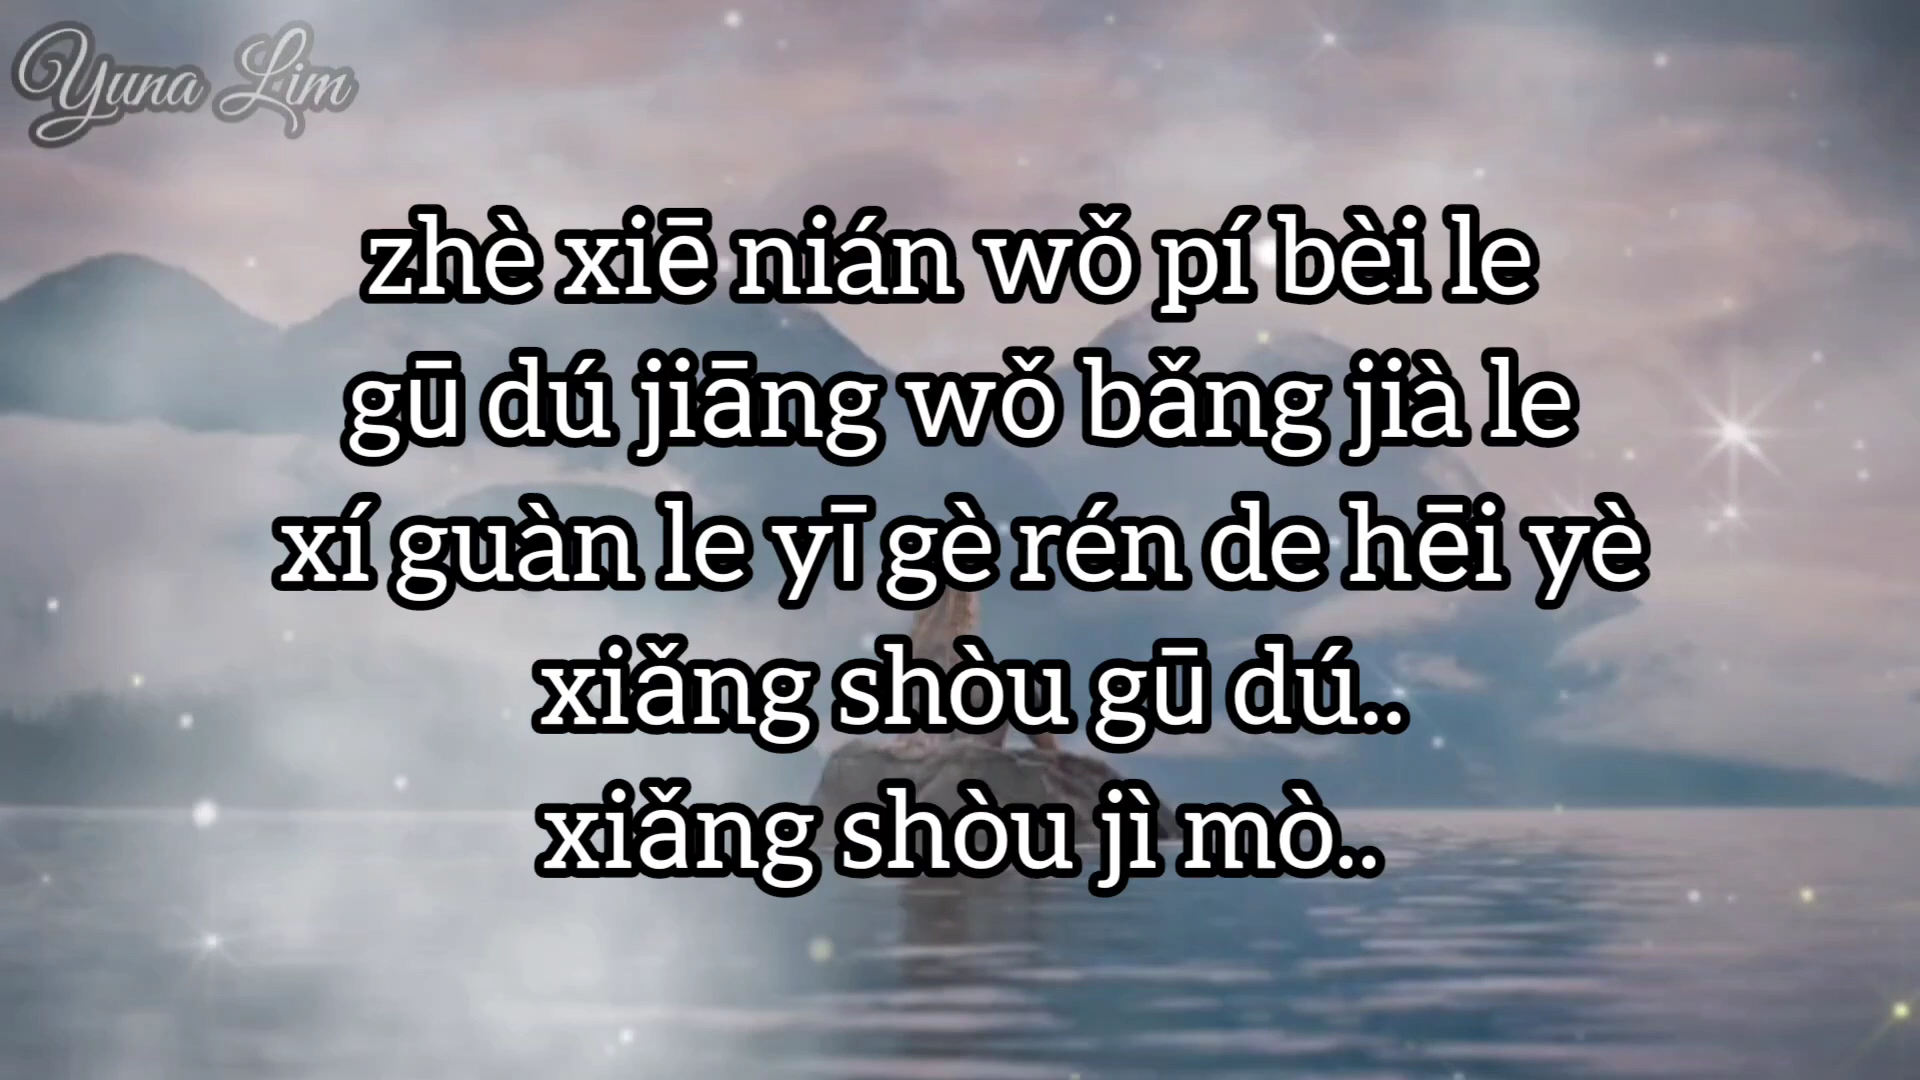 Yuna Lim
zhè xiē nián wǒ pí bèi le
gū dú jiāng wǒ bǎng jià le
xí guàn le yī gè rén de hēi yè
xiǎng shòu gū dú..
xiǎng shòu jì mò..